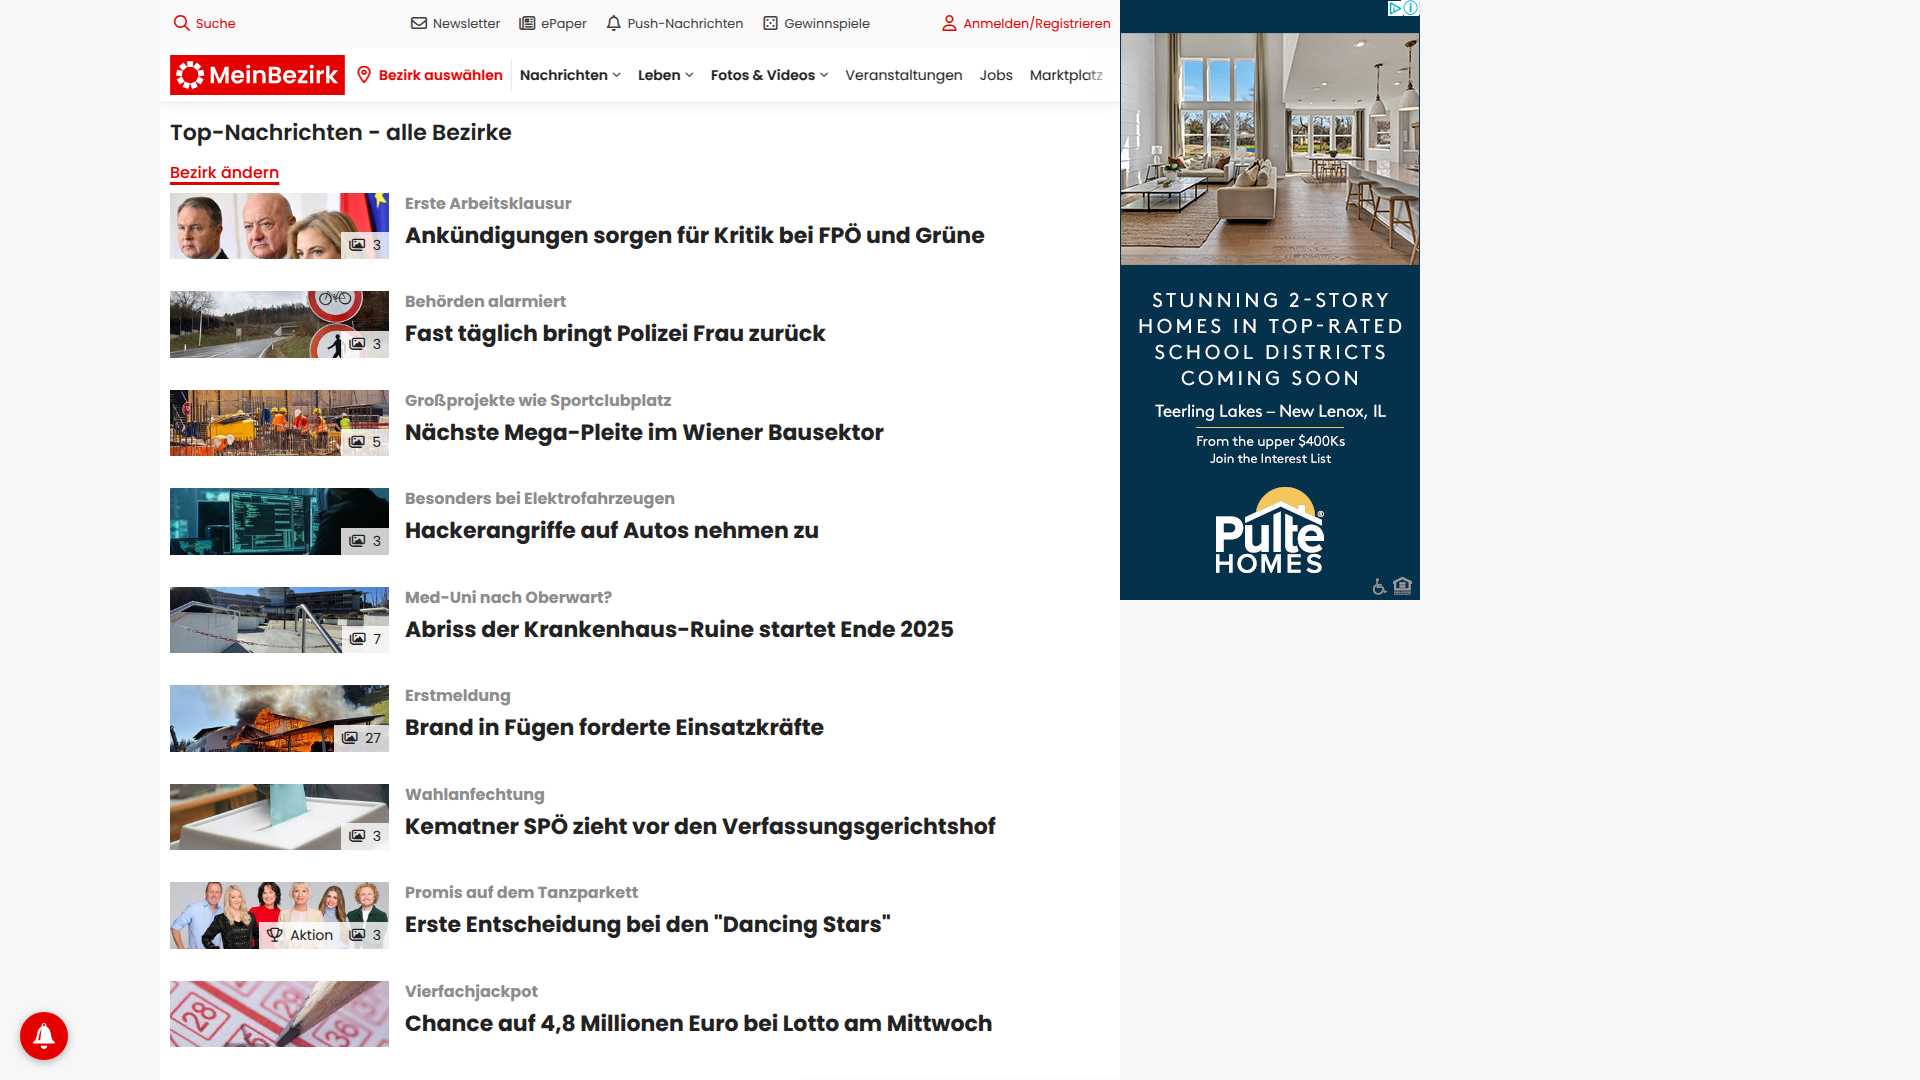 Suche
Newsletter
ePaper
Push-Nachrichten
Gewinnspiele
Anmelden/Registrieren
MeinBezirk
Bezirk auswählen
Nachrichten
Leben
Fotos & Videos
Veranstaltungen
Jobs
Marktplatz
Top-Nachrichten - alle Bezirke
Bezirk ändern
3
Erste Arbeitsklausur
Ankündigungen sorgen für Kritik bei FPÖ und Grüne
3
Behörden alarmiert
Fast täglich bringt Polizei Frau zurück
5
Großprojekte wie Sportclubplatz
Nächste Mega-Pleite im Wiener Bausektor
3
Besonders bei Elektrofahrzeugen
Hackerangriffe auf Autos nehmen zu
7
Med-Uni nach Oberwart?
Abriss der Krankenhaus-Ruine startet Ende 2025
27
Erstmeldung
Brand in Fügen forderte Einsatzkräfte
3
Wahlanfechtung
Kematner SPÖ zieht vor den Verfassungsgerichtshof
Aktion 3
Promis auf dem Tanzparkett
Erste Entscheidung bei den "Dancing Stars"
28 29 36
Vierfachjackpot
Chance auf 4,8 Millionen Euro bei Lotto am Mittwoch
STUNNING 2-STORY
HOMES IN TOP-RATED
SCHOOL DISTRICTS
COMING SOON
Teerling Lakes – New Lenox, IL
From the upper $400Ks
Join the Interest List
Pulte®
HOMES